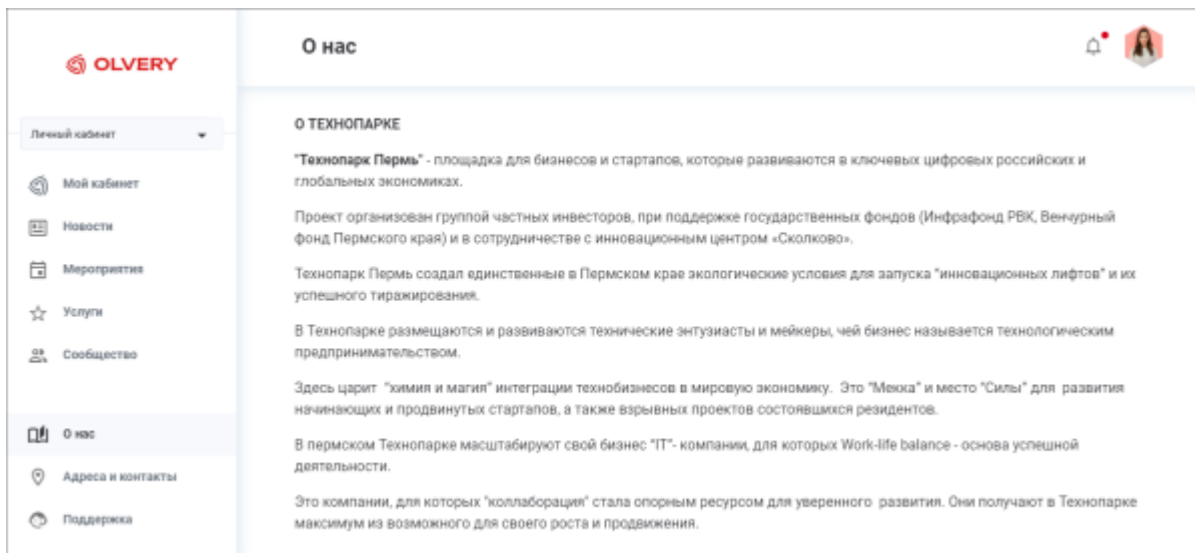 OLVERY
Личный кабинет
Мой кабинет
Новости
Мероприятия
Услуги
Сообщество
О нас
Адреса и контакты
Поддержка
О нас
О ТЕХНОПАРКЕ
"Технопарк Пермь" - площадка для бизнесов и стартапов, которые развиваются в ключевых цифровых российских и
глобальных экономиках.
Проект организован группой частных инвесторов, при поддержке государственных фондов (Инфрафонд РВК, Венчурный
фонд Пермского края) и в сотрудничестве с инновационным центром «Сколково».
Технопарк Пермь создал единственные в Пермском крае экологические условия для запуска "инновационных лифтов" и их
успешного тиражирования.
В Технопарке размещаются и развиваются технические энтузиасты и мейкеры, чей бизнес называется технологическим
предпринимательством.
Здесь царит "химия и магия" интеграции технобизнесов в мировую экономику. Это "Мекка" и место "Силы" для развития
начинающих и продвинутых стартапов, а также взрывных проектов состоявшихся резидентов.
В пермском Технопарке масштабируют свой бизнес "IT"- компании, для которых Work-life balance - основа успешной
деятельности.
Это компании, для которых "коллаборация" стала опорным ресурсом для уверенного развития. Они получают в Технопарке
максимум из возможного для своего роста и продвижения.